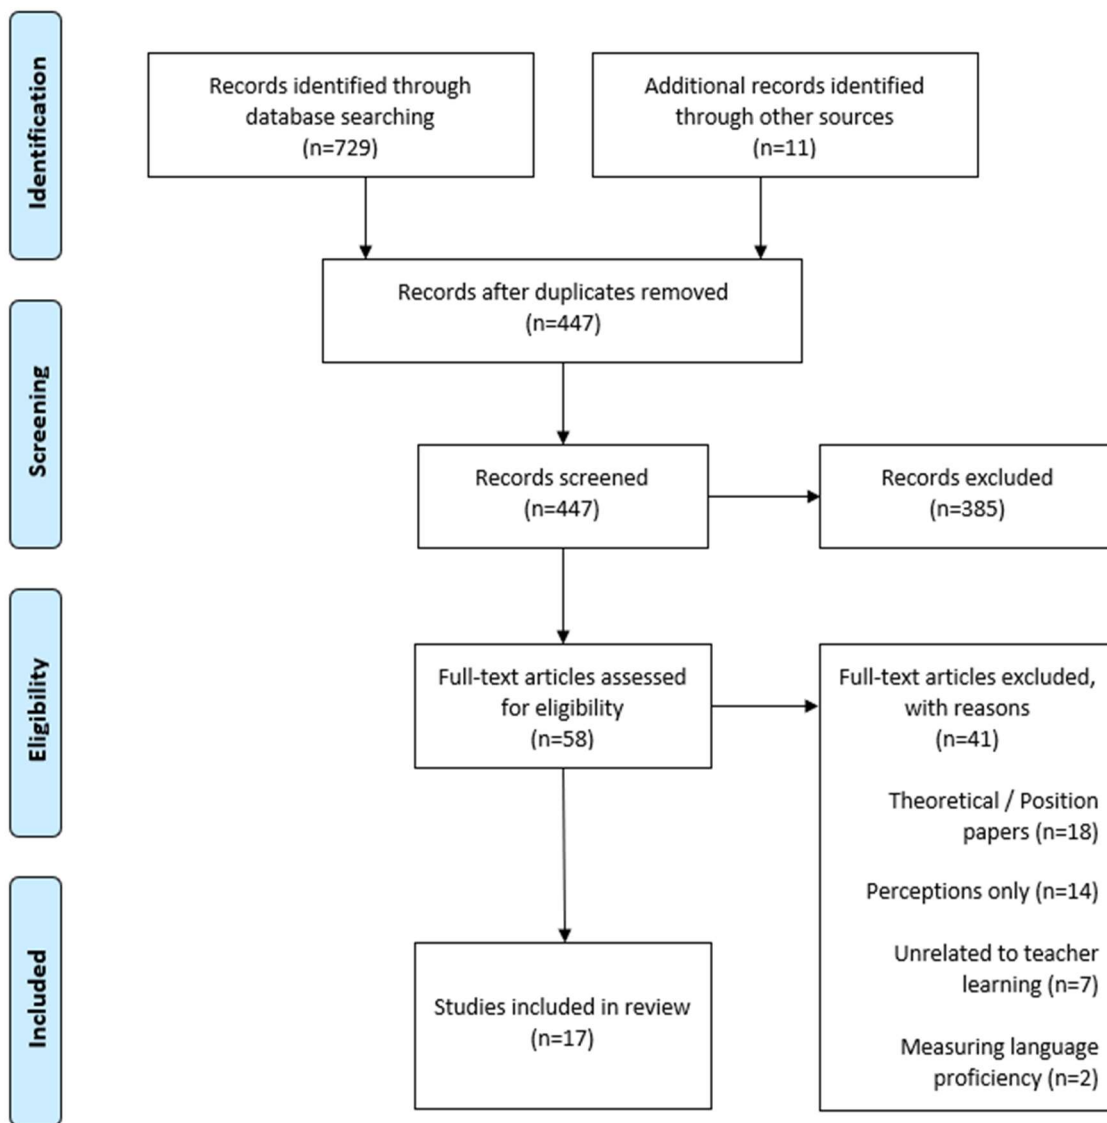 Identification
Records identified through
database searching
(n=729)
Additional records identified
through other sources
(n=11)
Records after duplicates removed
(n=447)
Screening
Records screened
(n=447)
Records excluded
(n=385)
Eligibility
Full-text articles assessed
for eligibility
(n=58)
Full-text articles excluded,
with reasons
(n=41)
Theoretical / Position
papers (n=18)
Perceptions only (n=14)
Unrelated to teacher
learning (n=7)
Measuring language
proficiency (n=2)
Included
Studies included in review
(n=17)